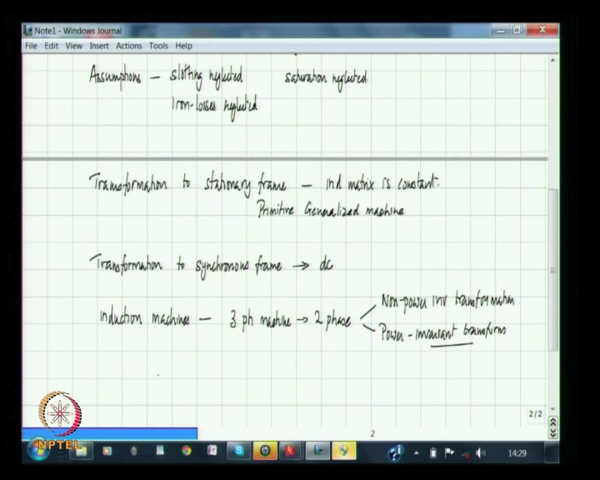 Note1 - Windows Journal
File Edit View Insert Actions Tools Help
Assumptions – slotting neglected saturation neglected
Iron-losses neglected
Transformation to stationary frame – ind matrix is constant.
Primitive Generalized machine
Transformation to synchronous frame → dc
Induction machines – 3 ph machine → 2 phase
Non-power inv transformation
Power-invariant transform
2/2
2
NPTEL
14:29